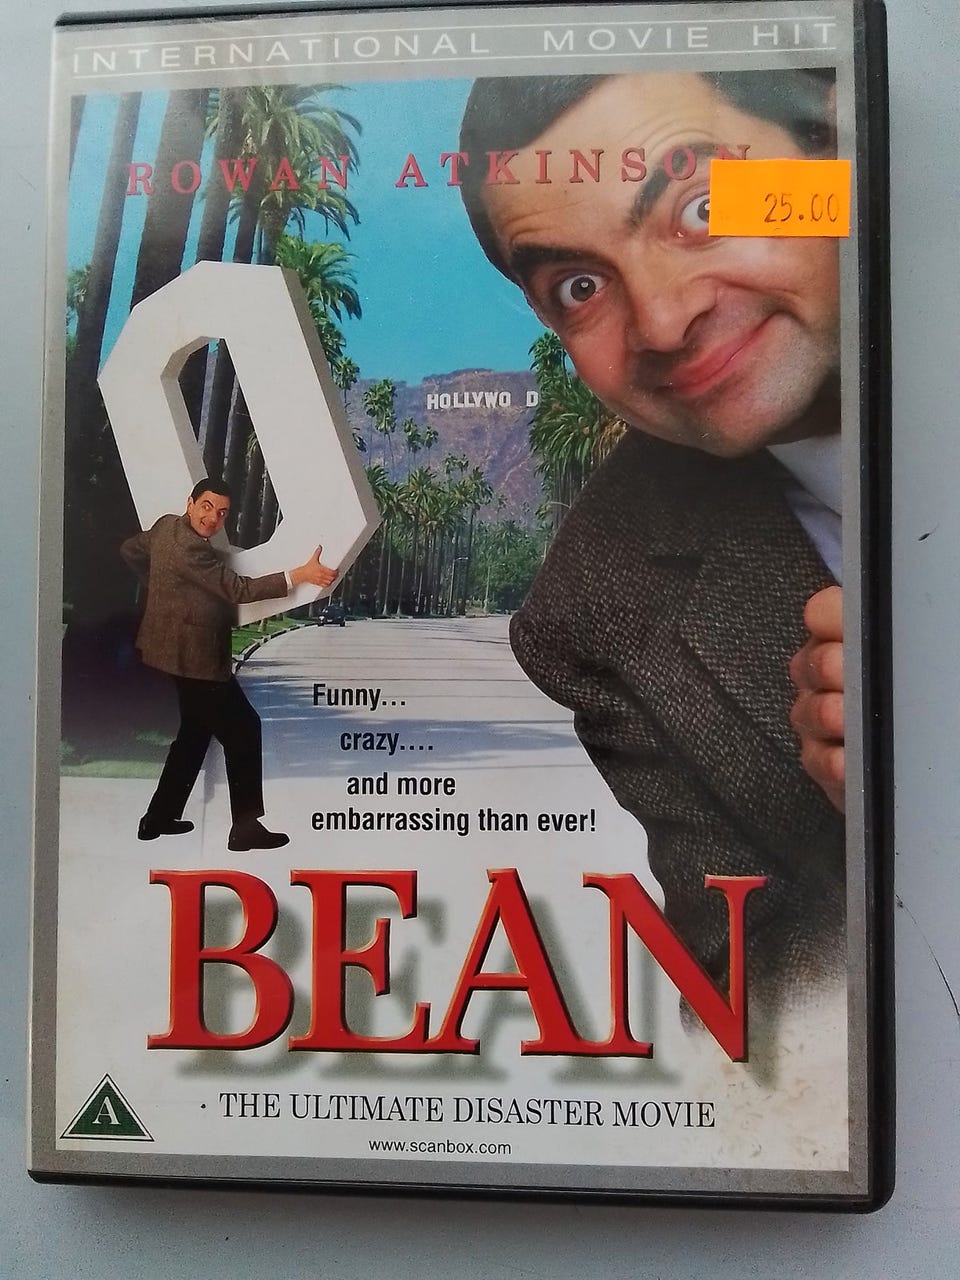 INTERNATIONAL MOVIE HIT
ROWAN ATKINSON
25.00
HOLLYWO D
Funny...
crazy....
and more
embarrassing than ever!
BEAN
· THE ULTIMATE DISASTER MOVIE
A
www.scanbox.com